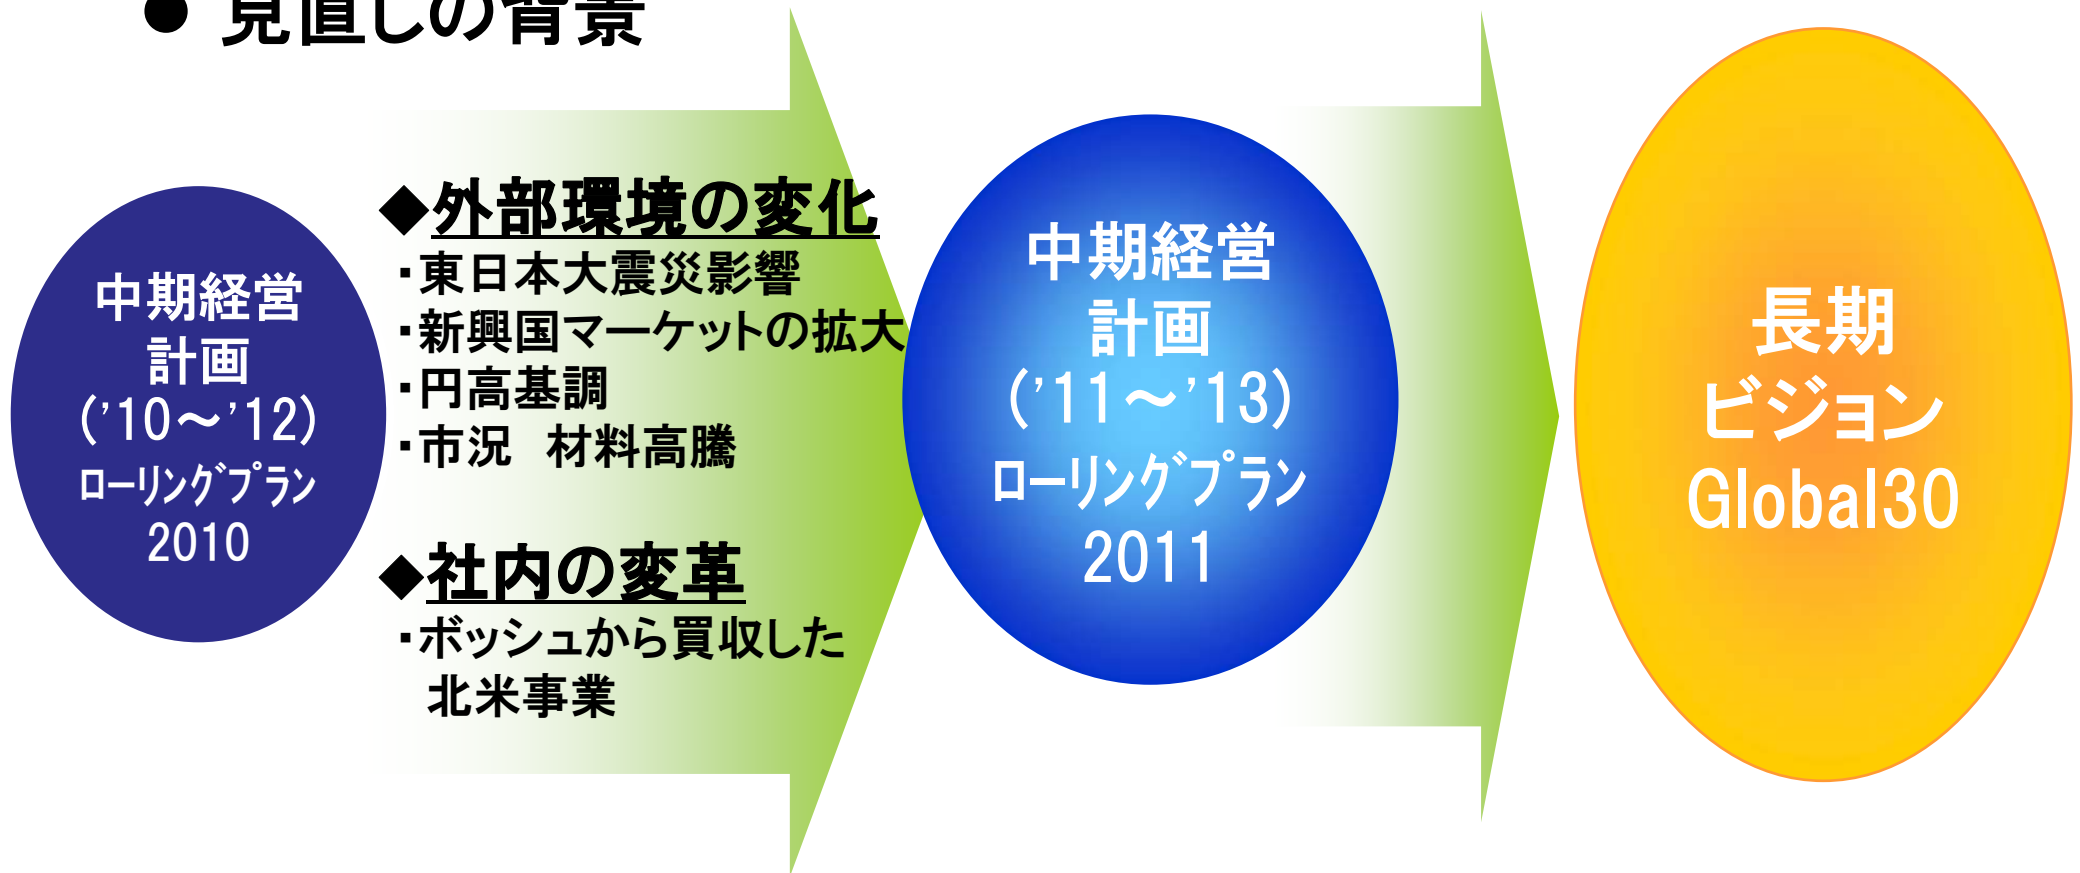 ● 見直しの背景
中期経営
計画
(’10～’12)
ローリングプラン
2010
◆外部環境の変化
・東日本大震災影響
・新興国マーケットの拡大
・円高基調
・市況　材料高騰
◆社内の変革
・ボッシュから買収した
北米事業
中期経営
計画
(’11～’13)
ローリングプラン
2011
長期
ビジョン
Global30